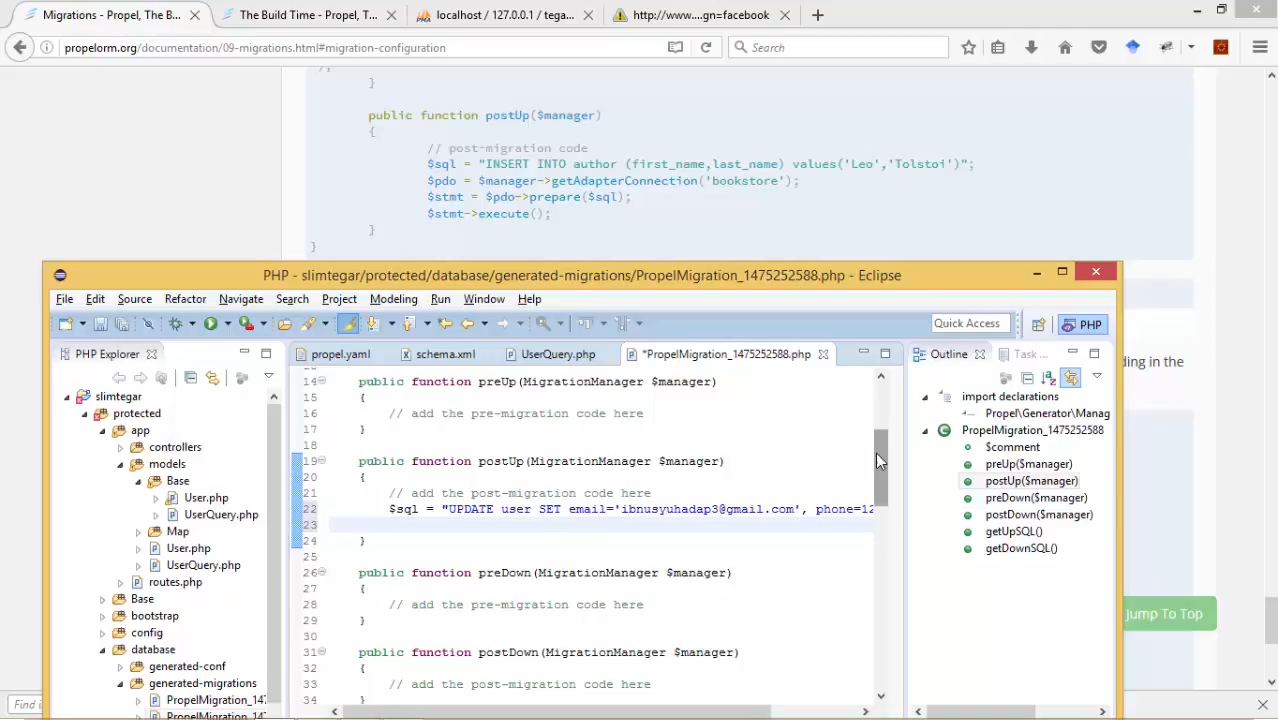 Migrations - Propel, The B...
The Build Time - Propel, T...
localhost / 127.0.0.1 / tega...
http://www....gn=facebook
propelorm.org/documentation/09-migrations.html#migration-configuration
Search
}
public function postUp($manager)
{
// post-migration code
$sql = "INSERT INTO author (first_name,last_name) values('Leo','Tolstoi')";
$pdo = $manager->getAdapterConnection('bookstore');
$stmt = $pdo->prepare($sql);
$stmt->execute();
}
}
PHP - slimtegar/protected/database/generated-migrations/PropelMigration_1475252588.php - Eclipse
File Edit Source Refactor Navigate Search Project Modeling Run Window Help
Quick Access
PHP
PHP Explorer
propel.yaml
schema.xml
UserQuery.php
*PropelMigration_1475252588.php
Outline
Task ...
ding in the
slimtegar
protected
app
controllers
models
Base
User.php
UserQuery.php
Map
User.php
UserQuery.php
routes.php
Base
bootstrap
config
database
generated-conf
generated-migrations
PropelMigration_147
PropelMigration_147
14 public function preUp(MigrationManager $manager)
15 {
16 // add the pre-migration code here
17 }
18
19 public function postUp(MigrationManager $manager)
20 {
21 // add the post-migration code here
22 $sql = "UPDATE user SET email='ibnusyuhadap3@gmail.com', phone=12
23
24 }
25
26 public function preDown(MigrationManager $manager)
27 {
28 // add the pre-migration code here
29 }
30
31 public function postDown(MigrationManager $manager)
32 {
33 // add the post-migration code here
34 }
import declarations
Propel\Generator\Manag
PropelMigration_1475252588
$comment
preUp($manager)
postUp($manager)
preDown($manager)
postDown($manager)
getUpSQL()
getDownSQL()
Jump To Top
Find i